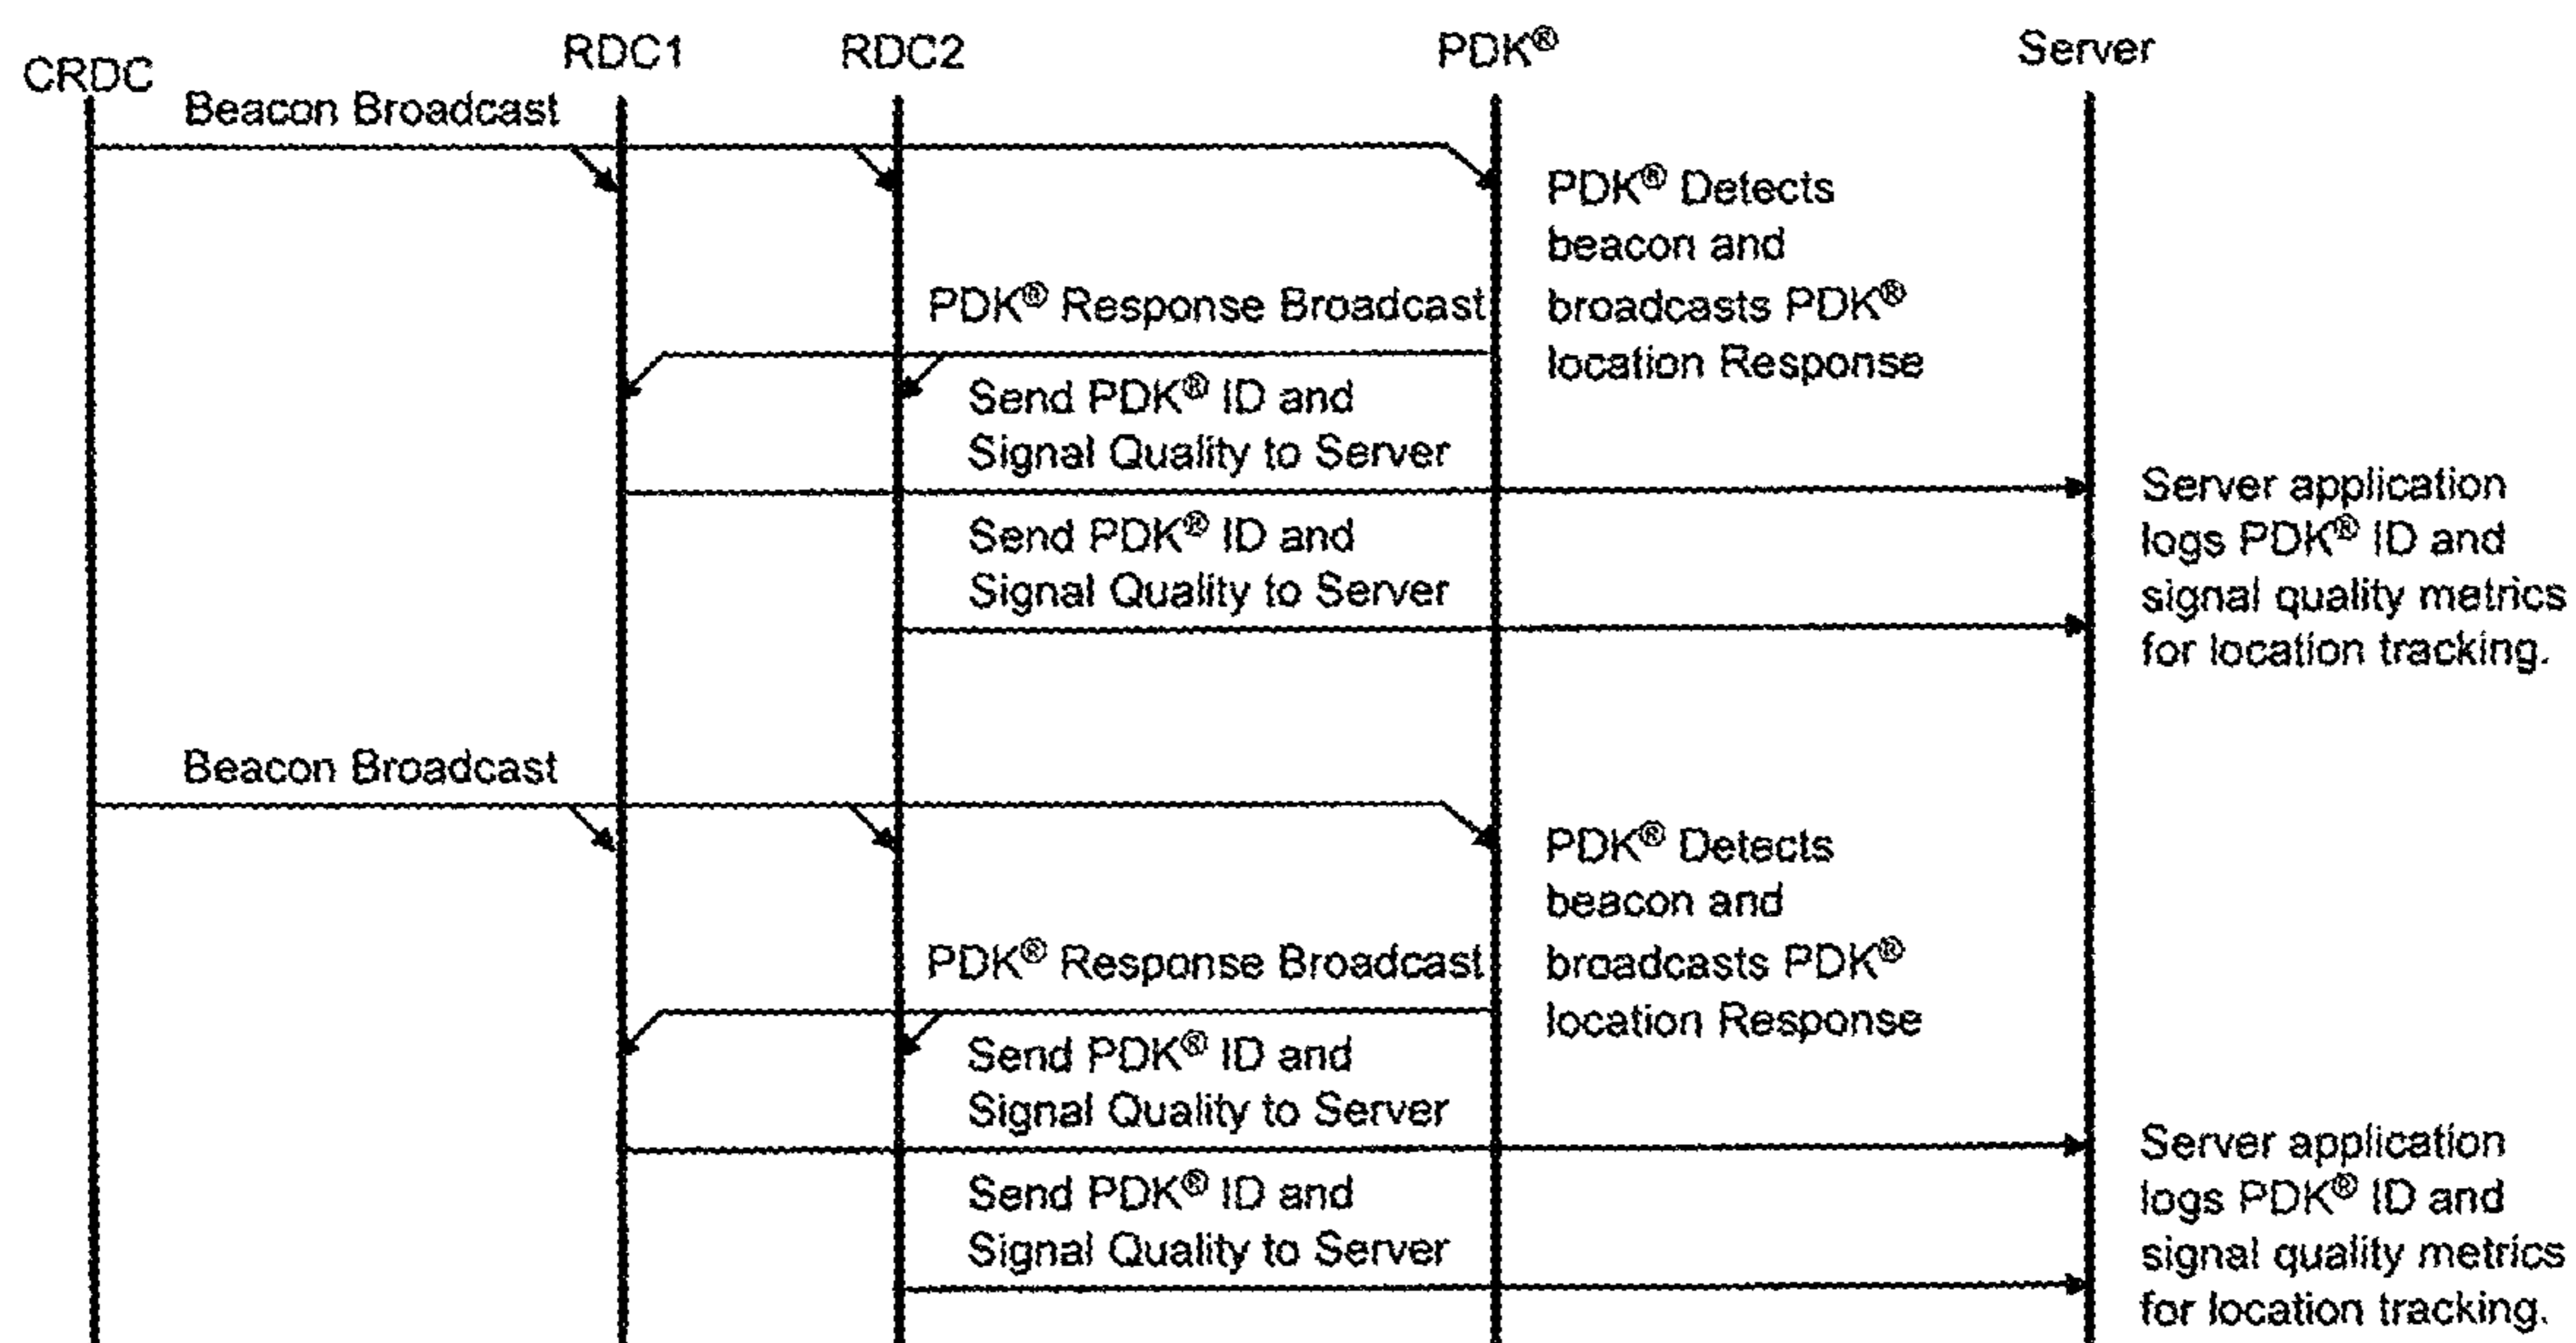 CRDC
RDC1
RDC2
PDK®
Server
Beacon Broadcast
PDK® Detects
beacon and
broadcasts PDK®
location Response
PDK® Response Broadcast
Send PDK® ID and
Signal Quality to Server
Send PDK® ID and
Signal Quality to Server
Server application
logs PDK® ID and
signal quality metrics
for location tracking.
Beacon Broadcast
PDK® Detects
beacon and
broadcasts PDK®
location Response
PDK® Response Broadcast
Send PDK® ID and
Signal Quality to Server
Send PDK® ID and
Signal Quality to Server
Server application
logs PDK® ID and
signal quality metrics
for location tracking.